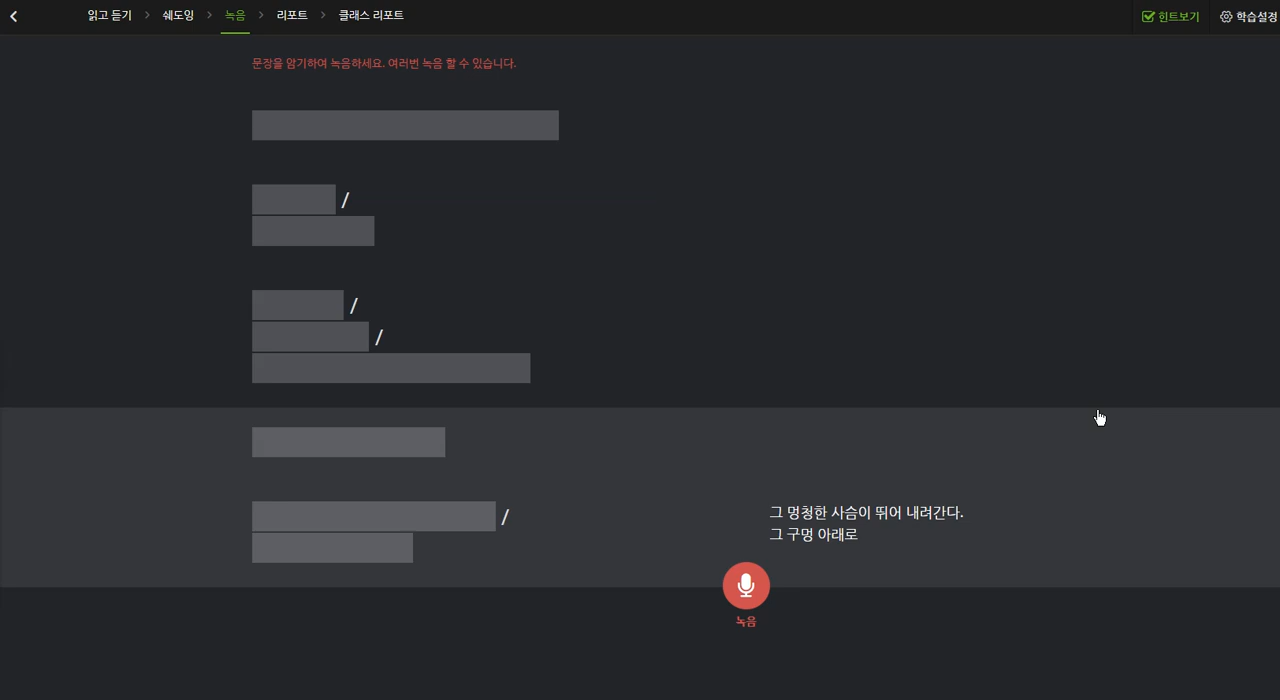 읽고 듣기 > 쉐도잉 > 녹음 > 리포트 > 클래스 리포트
힌트보기
학습설정
문장을 암기하여 녹음하세요. 여러번 녹음 할 수 있습니다.
/
/
/
/
그 멍청한 사슴이 뛰어 내려간다.
그 구멍 아래로
녹음